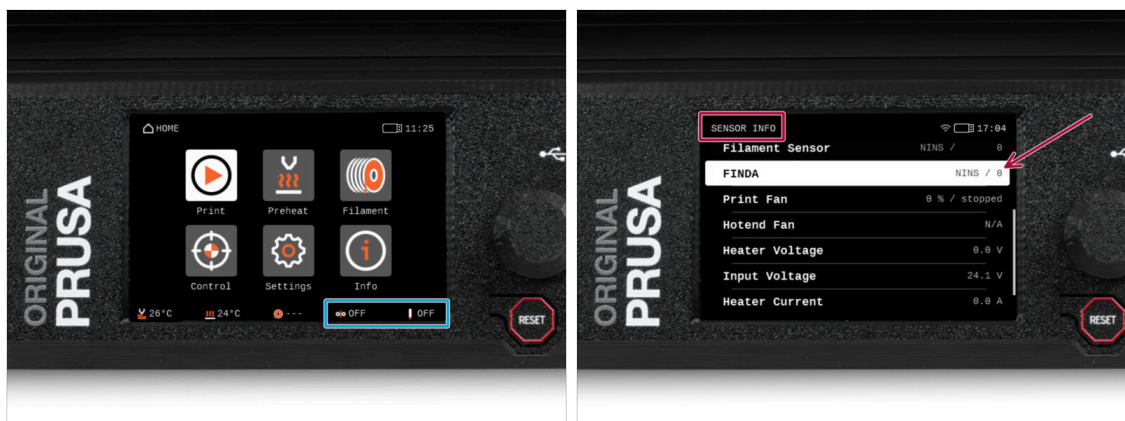 HOME
11:25
Print
Preheat
Filament
Control
Settings
Info
26°C
24°C
---
OFF
OFF
ORIGINAL
PRUSA
RESET
SENSOR INFO
17:04
Filament Sensor NINS / 0
FINDA NINS / 0
Print Fan 0 % / stopped
Hotend Fan N/A
Heater Voltage 0.0 V
Input Voltage 24.1 V
Heater Current 0.0 A
ORIGINAL
PRUSA
RESET